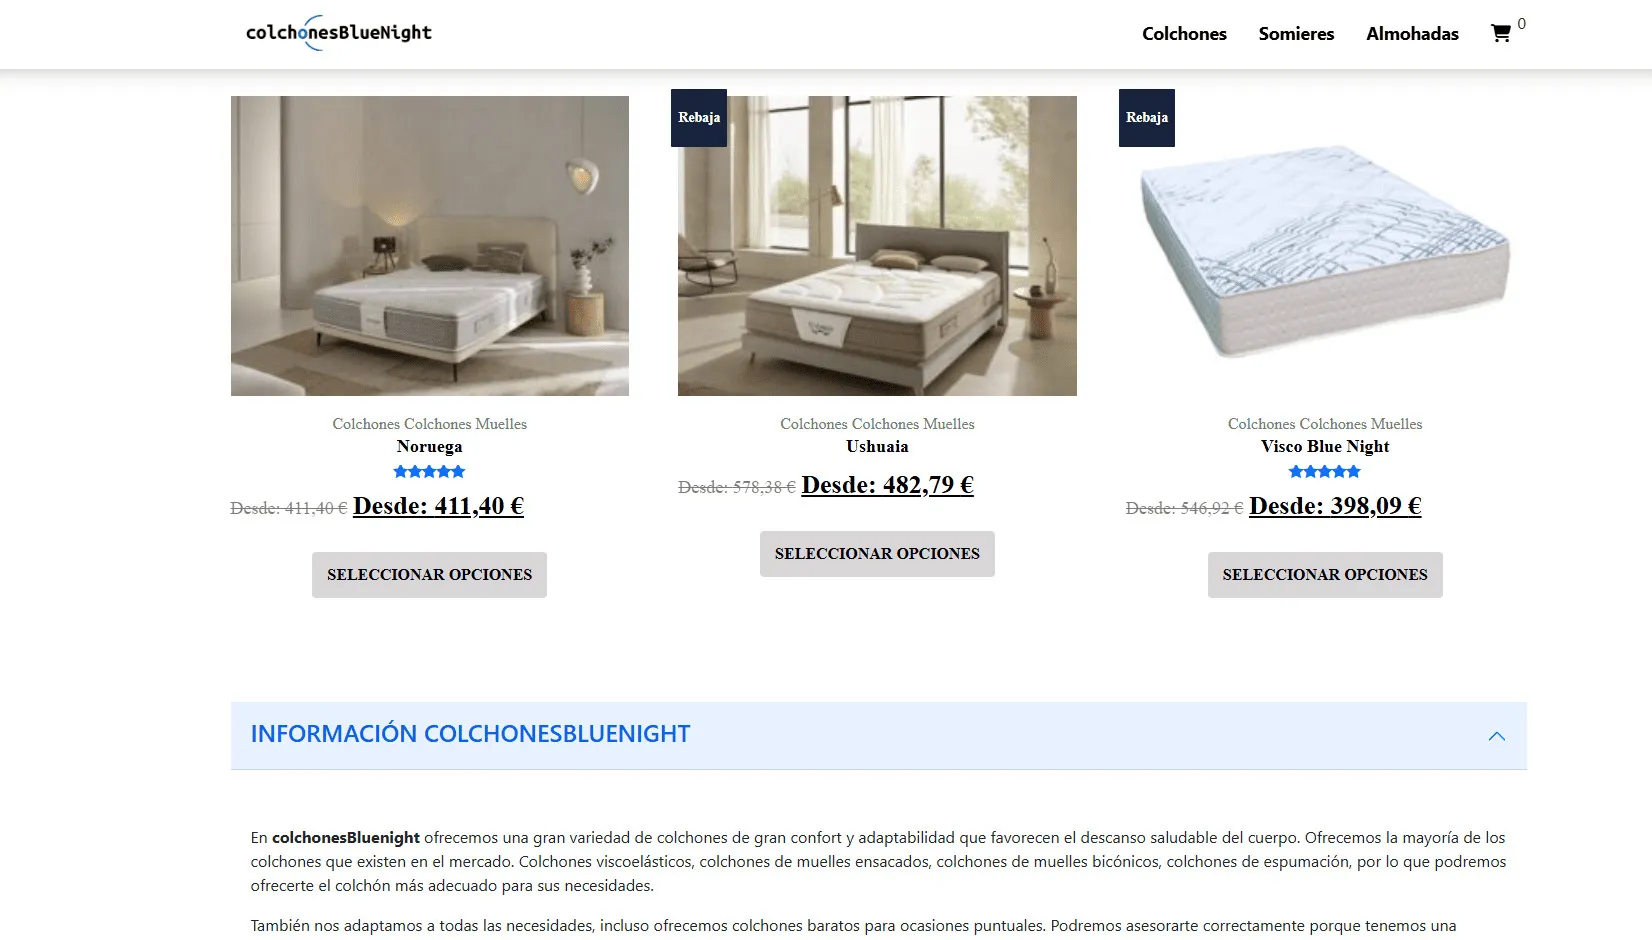 colchonesBlueNight
Colchones Somieres Almohadas 0
Rebaja Rebaja
Colchones Colchones Muelles
Noruega
Desde: 411,40 € Desde: 411,40 €
SELECCIONAR OPCIONES
Colchones Colchones Muelles
Ushuaia
Desde: 578,38 € Desde: 482,79 €
SELECCIONAR OPCIONES
Colchones Colchones Muelles
Visco Blue Night
Desde: 546,92 € Desde: 398,09 €
SELECCIONAR OPCIONES
INFORMACIÓN COLCHONESBLUENIGHT
En colchonesBluenight ofrecemos una gran variedad de colchones de gran confort y adaptabilidad que favorecen el descanso saludable del cuerpo. Ofrecemos la mayoría de los
colchones que existen en el mercado. Colchones viscoelásticos, colchones de muelles ensacados, colchones de muelles bicónicos, colchones de espumación, por lo que podremos
ofrecerte el colchón más adecuado para sus necesidades.
También nos adaptamos a todas las necesidades, incluso ofrecemos colchones baratos para ocasiones puntuales. Podremos asesorarte correctamente porque tenemos una